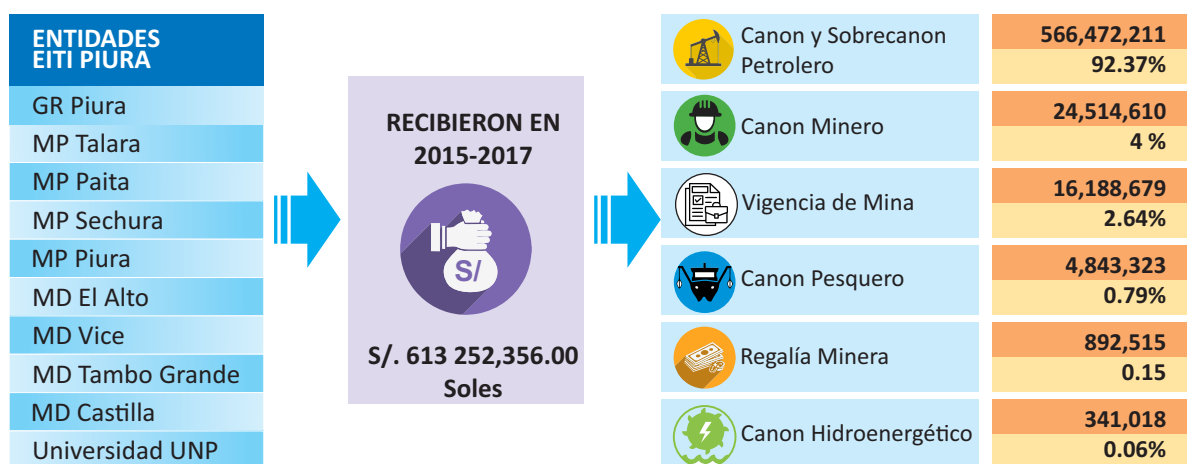 ENTIDADES
EITI PIURA
GR Piura
MP Talara
MP Paita
MP Sechura
MP Piura
MD El Alto
MD Vice
MD Tambo Grande
MD Castilla
Universidad UNP
RECIBIERON EN
2015-2017
S/
S/. 613 252,356.00
Soles
Canon y Sobrecanon
Petrolero
566,472,211
92.37%
Canon Minero
24,514,610
4 %
Vigencia de Mina
16,188,679
2.64%
Canon Pesquero
4,843,323
0.79%
Regalía Minera
892,515
0.15
Canon Hidroenergético
341,018
0.06%